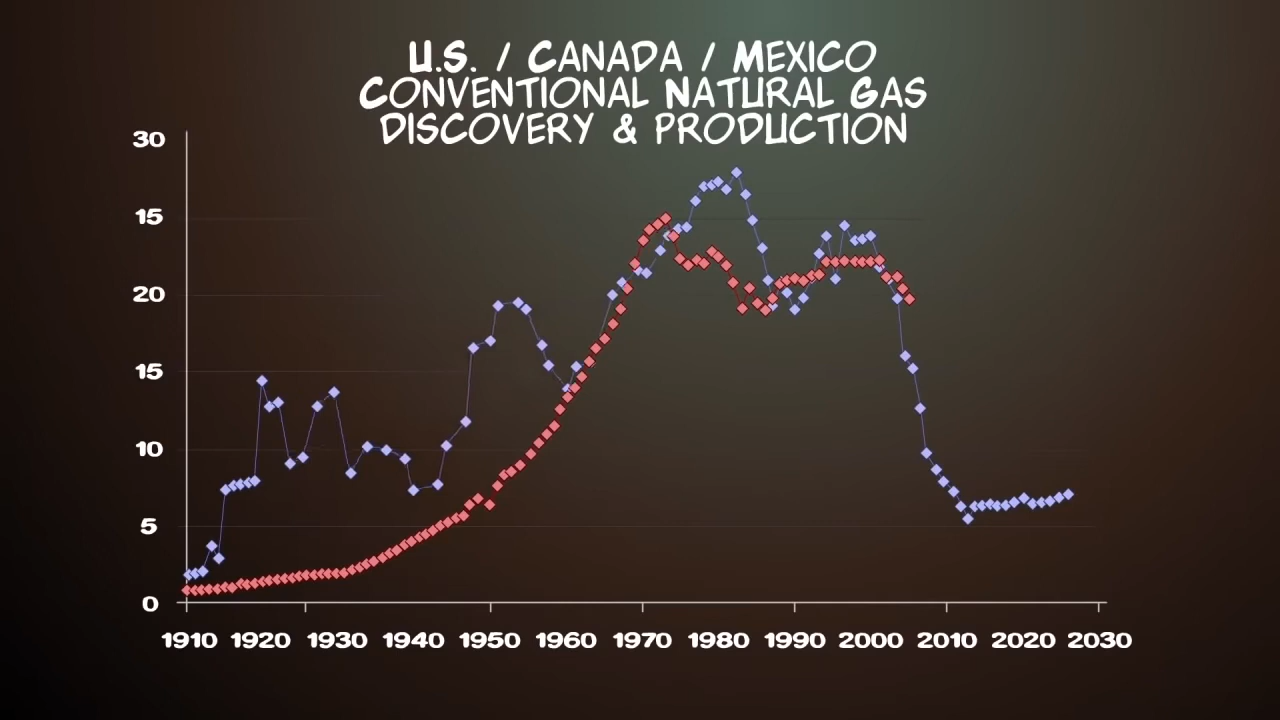 U.S. / CANADA / MEXICO
CONVENTIONAL NATURAL GAS
DISCOVERY & PRODUCTION
30
15
20
15
10
5
0
1910 1920 1930 1940 1950 1960 1970 1980 1990 2000 2010 2020 2030